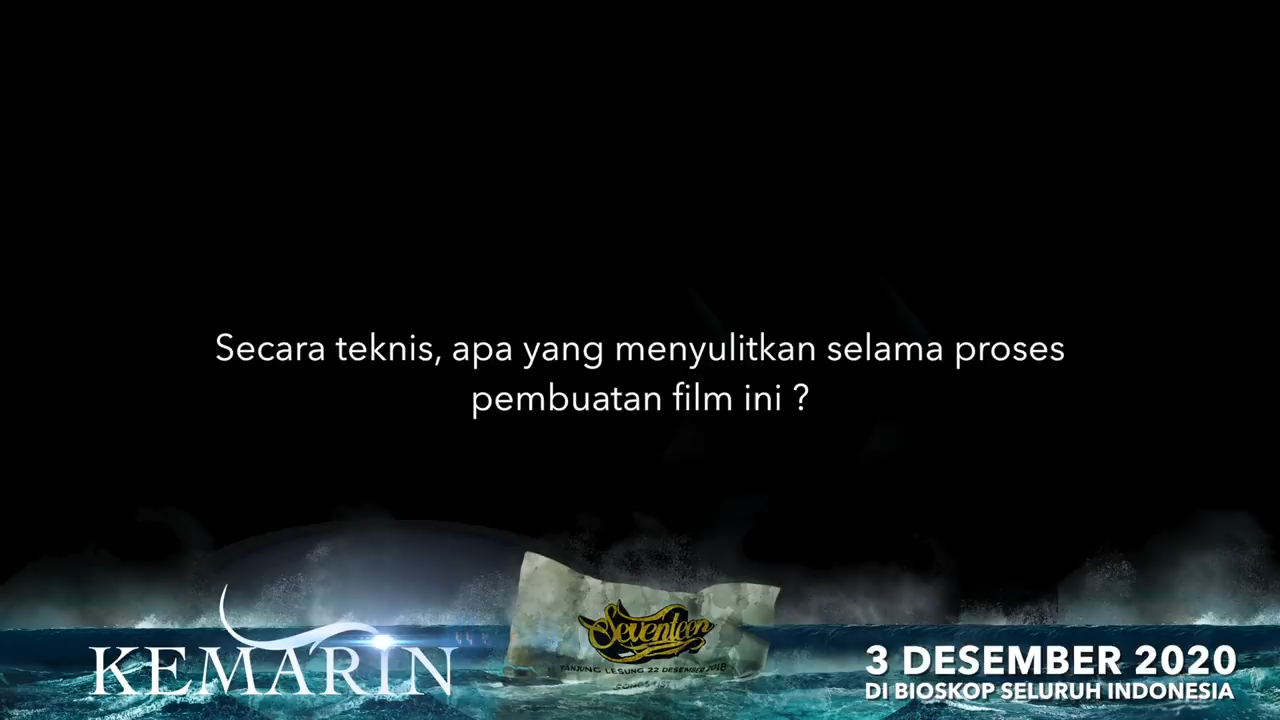 Secara teknis, apa yang menyulitkan selama proses
pembuatan film ini ?
Seventeen
TANJUNG LESUNG 22 DESEMBER 2018
KEMARIN
3 DESEMBER 2020
DI BIOSKOP SELURUH INDONESIA